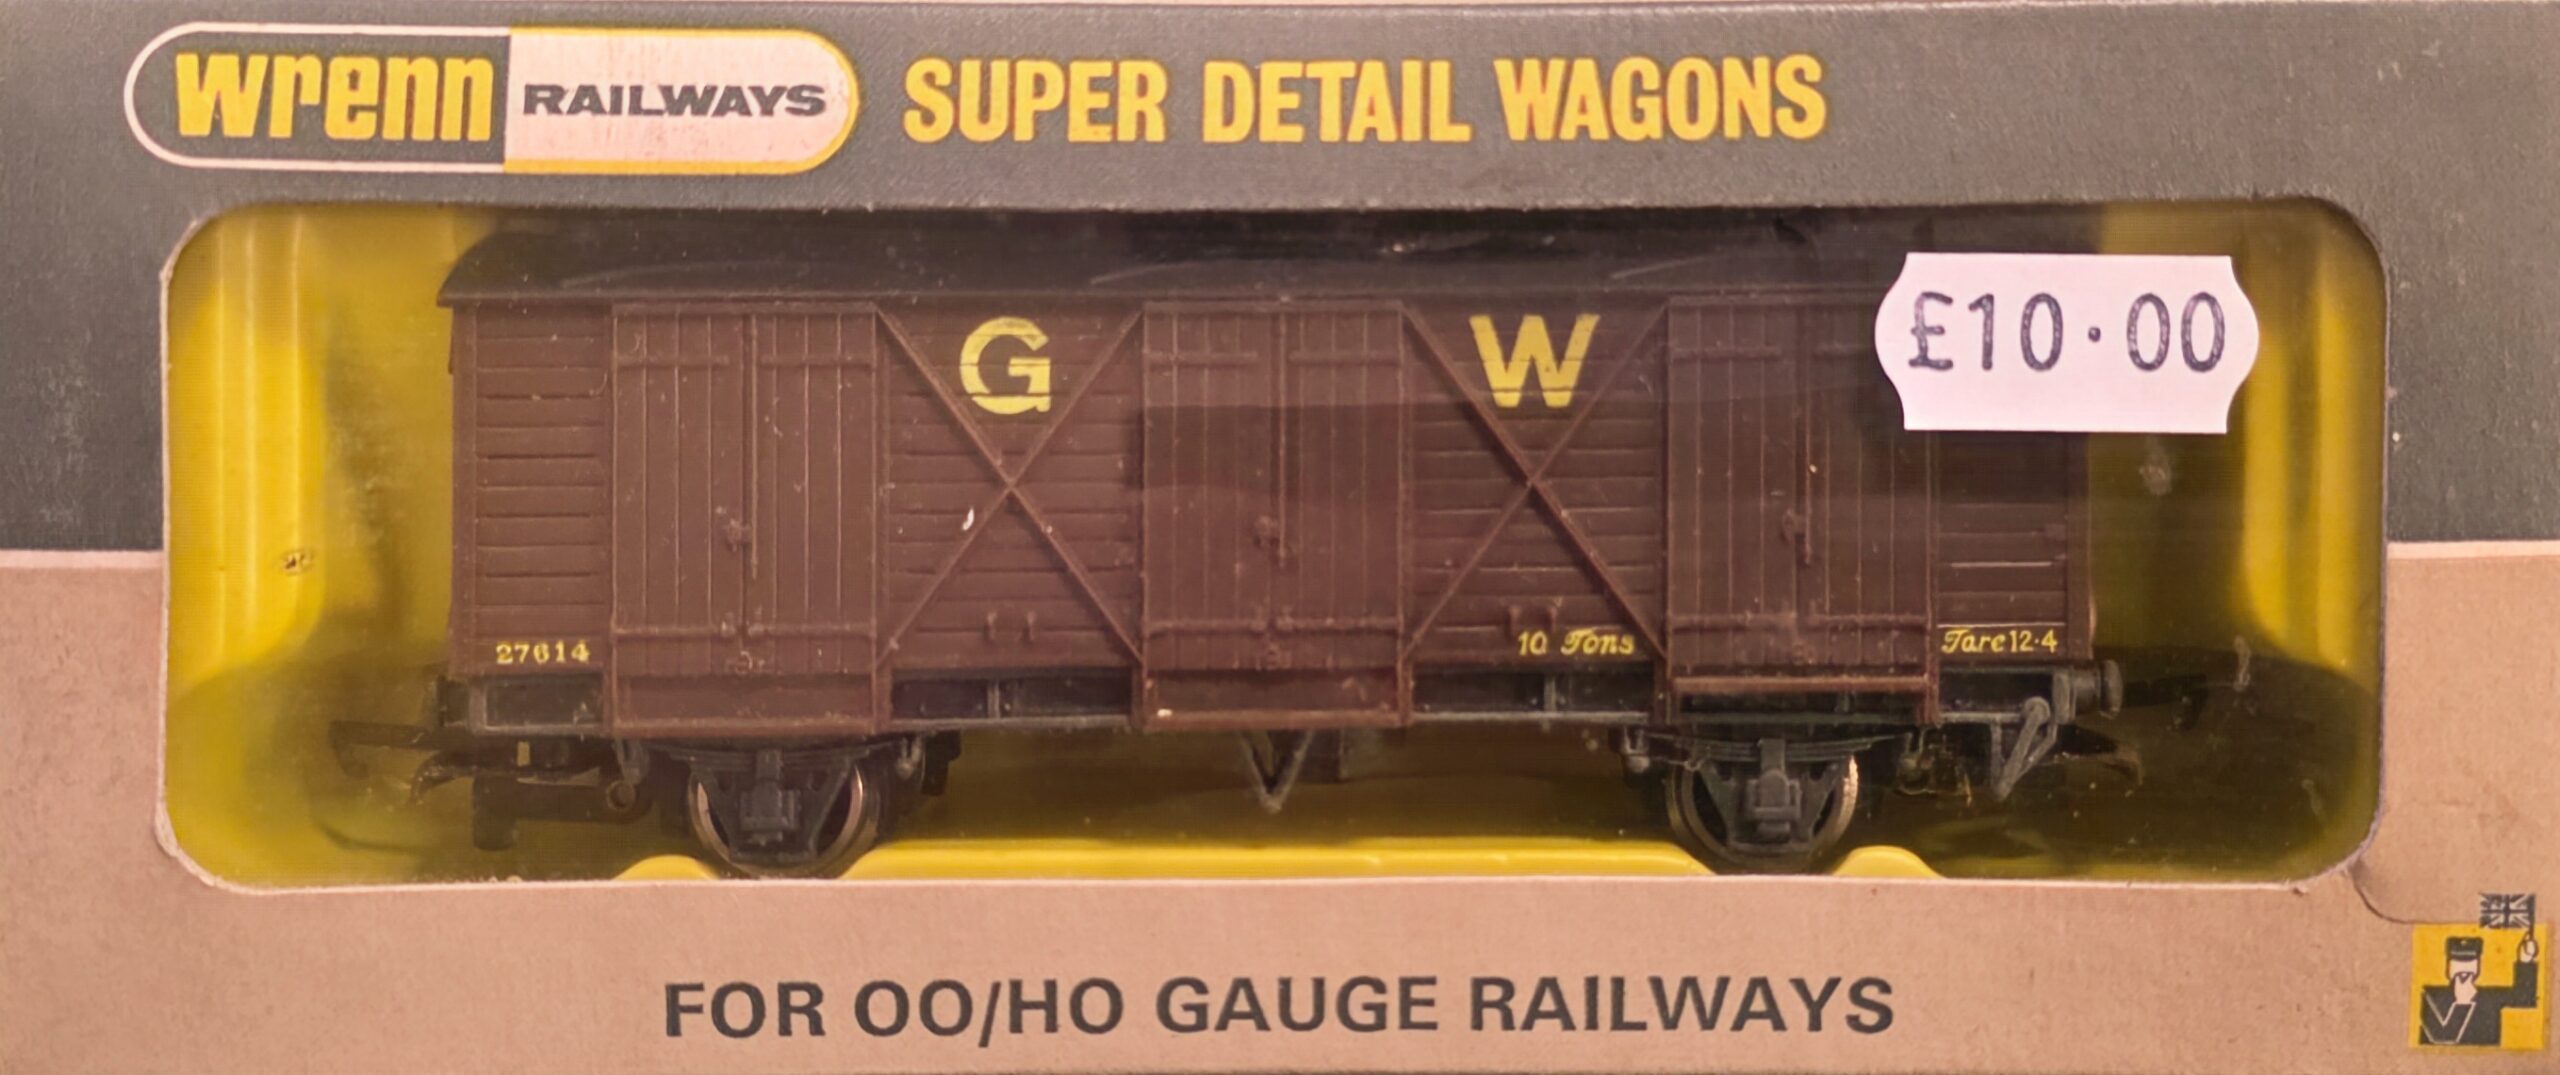 wrenn RAILWAYS SUPER DETAIL WAGONS
£10·00
G W
27614 10 Tons Tare 12·4
FOR OO/HO GAUGE RAILWAYS